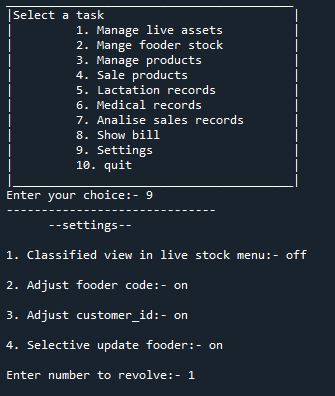 Select a task
1. Manage live assets
2. Mange fooder stock
3. Manage products
4. Sale products
5. Lactation records
6. Medical records
7. Analise sales records
8. Show bill
9. Settings
10. quit
Enter your choice:- 9
------------------------------
--settings--
1. Classified view in live stock menu:- off
2. Adjust fooder code:- on
3. Adjust customer_id:- on
4. Selective update fooder:- on
Enter number to revolve:- 1